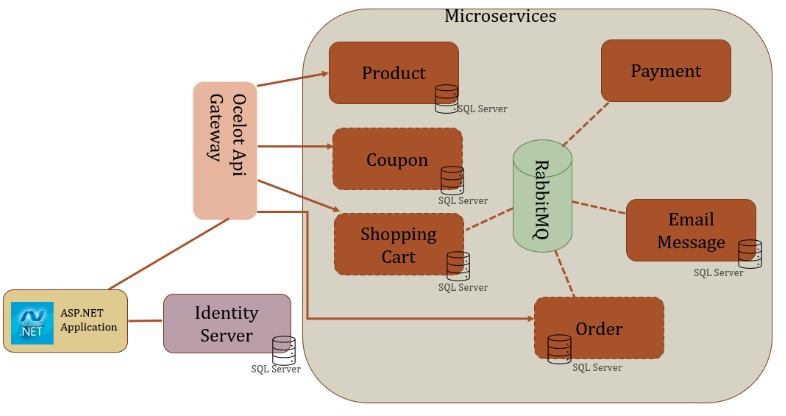 Microservices
Product
SQL Server
Payment
Ocelot Api
Gateway
Coupon
SQL Server
RabbitMQ
Shopping
Cart
SQL Server
Email
Message
SQL Server
ASP.NET
Application
.NET
Identity
Server
SQL Server
Order
SQL Server